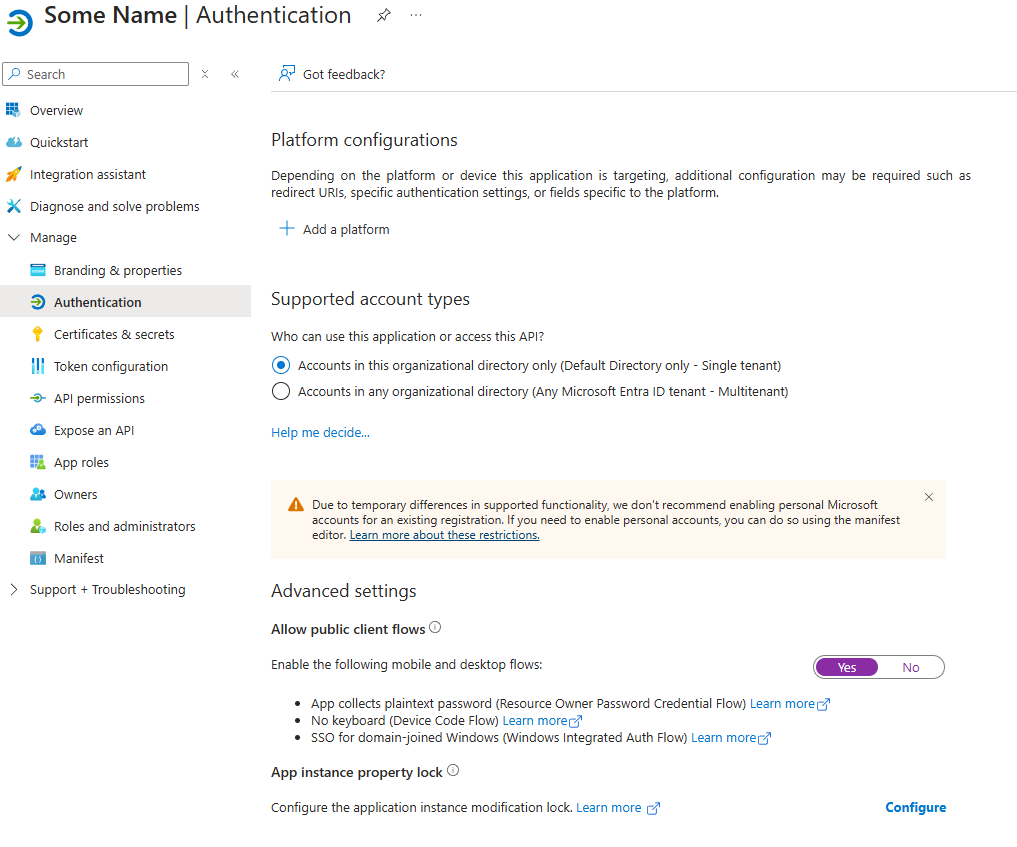 Some Name | Authentication
Search
Got feedback?
Overview
Quickstart
Integration assistant
Diagnose and solve problems
Manage
Branding & properties
Authentication
Certificates & secrets
Token configuration
API permissions
Expose an API
App roles
Owners
Roles and administrators
Manifest
Support + Troubleshooting
Platform configurations
Depending on the platform or device this application is targeting, additional configuration may be required such as
redirect URIs, specific authentication settings, or fields specific to the platform.
Add a platform
Supported account types
Who can use this application or access this API?
Accounts in this organizational directory only (Default Directory only - Single tenant)
Accounts in any organizational directory (Any Microsoft Entra ID tenant - Multitenant)
Help me decide...
Due to temporary differences in supported functionality, we don't recommend enabling personal Microsoft
accounts for an existing registration. If you need to enable personal accounts, you can do so using the manifest
editor. Learn more about these restrictions.
Advanced settings
Allow public client flows
Enable the following mobile and desktop flows:
Yes No
App collects plaintext password (Resource Owner Password Credential Flow) Learn more
No keyboard (Device Code Flow) Learn more
SSO for domain-joined Windows (Windows Integrated Auth Flow) Learn more
App instance property lock
Configure the application instance modification lock. Learn more
Configure